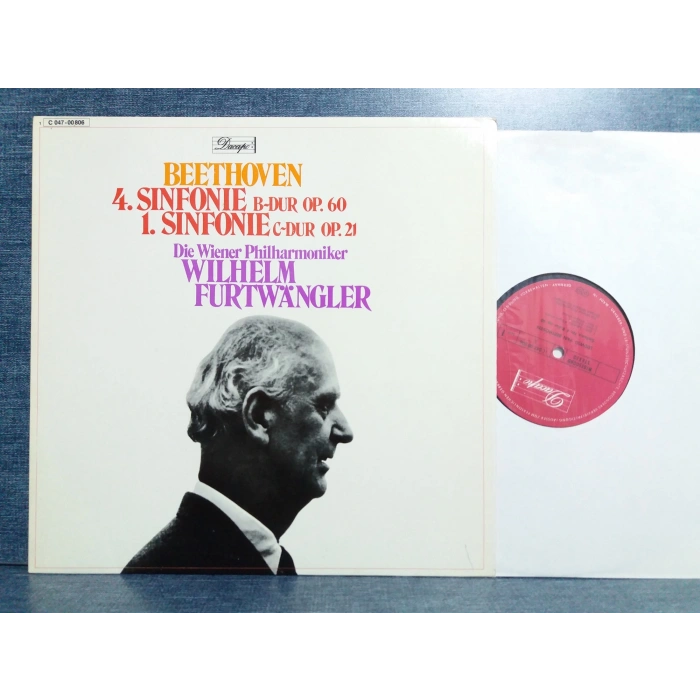 C 047-00806
Dacapo
BEETHOVEN
4. SINFONIE B-DUR OP. 60
1. SINFONIE C-DUR OP. 21
Die Wiener Philharmoniker
WILHELM
FURTWÄNGLER
Dacapo